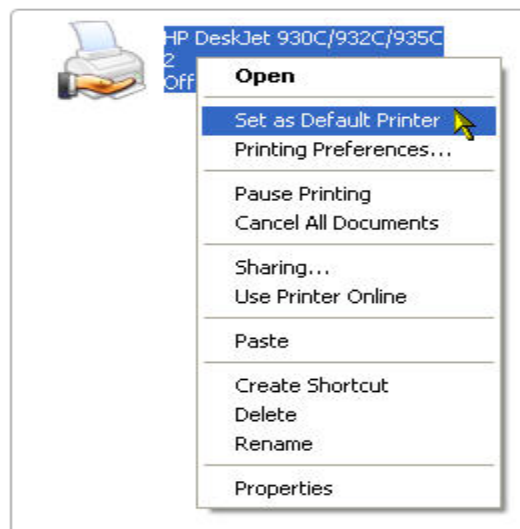 HP DeskJet 930C/932C/935C
2
Off
Open
Set as Default Printer
Printing Preferences...
Pause Printing
Cancel All Documents
Sharing...
Use Printer Online
Paste
Create Shortcut
Delete
Rename
Properties